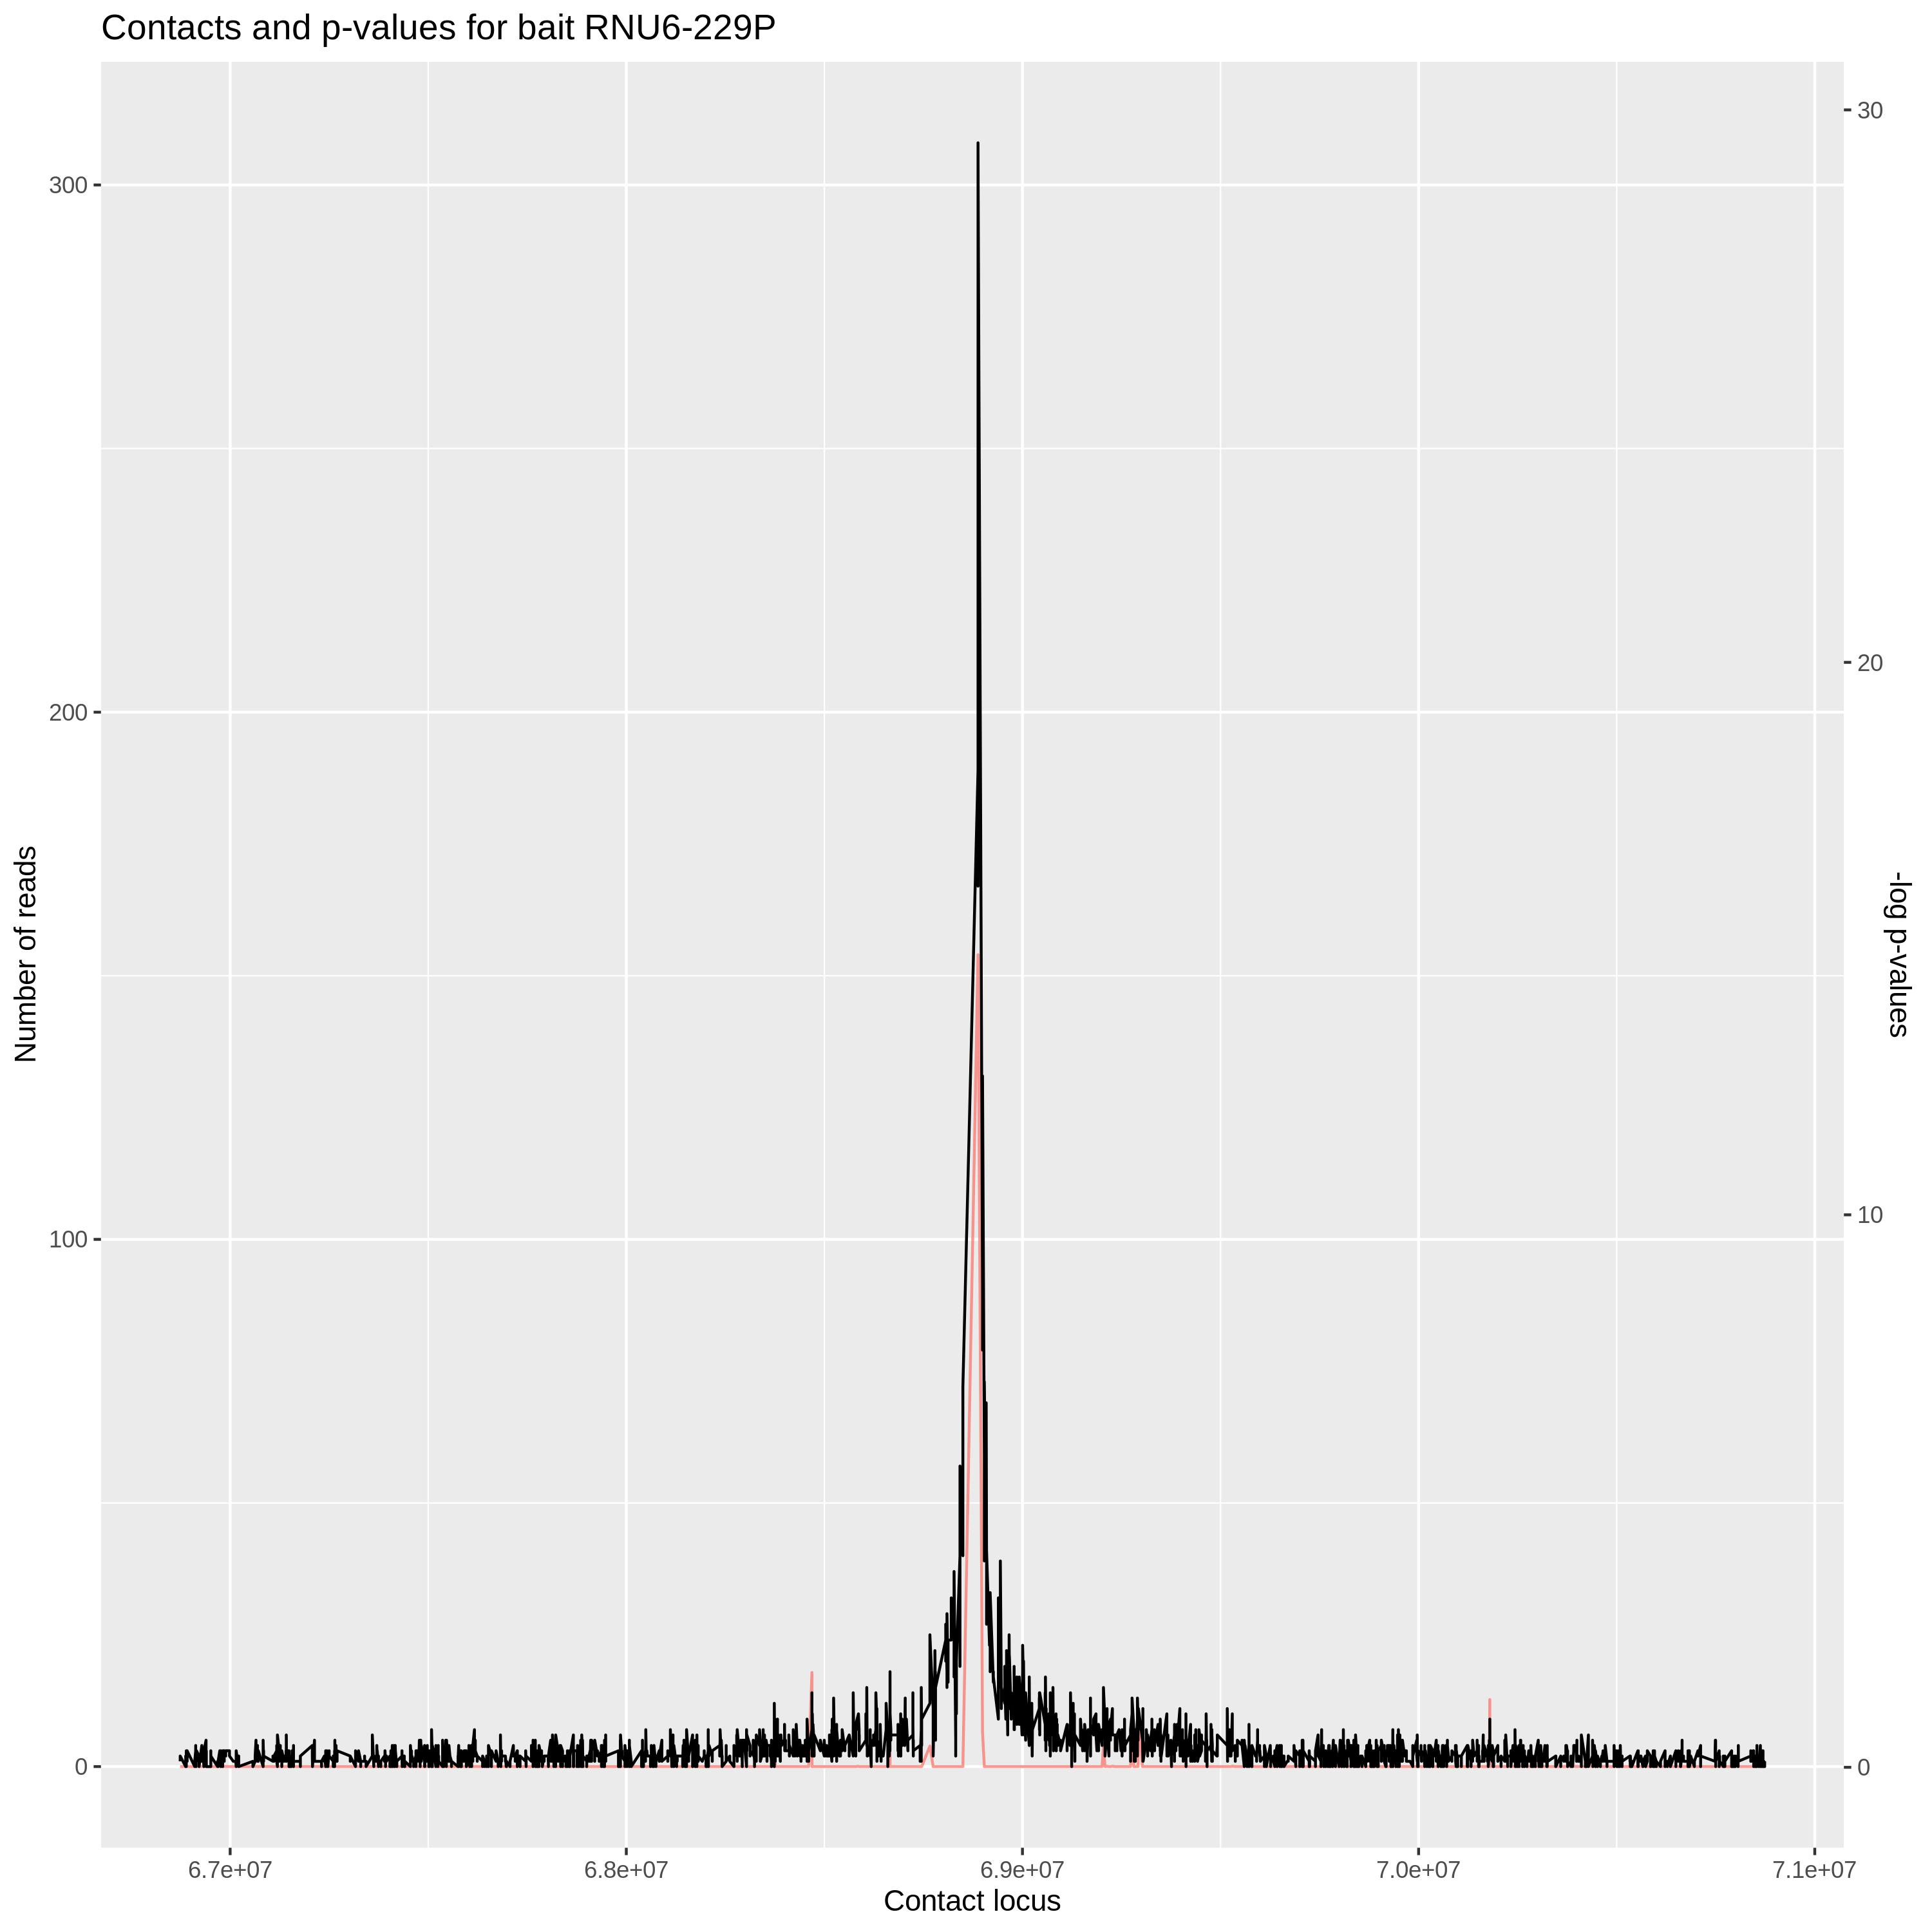 Contacts and p-values for bait RNU6-229P
30
300
20
200
Number of reads
-log p-values
10
100
0
0
6.7e+07
6.8e+07
6.9e+07
7.0e+07
7.1e+07
Contact locus